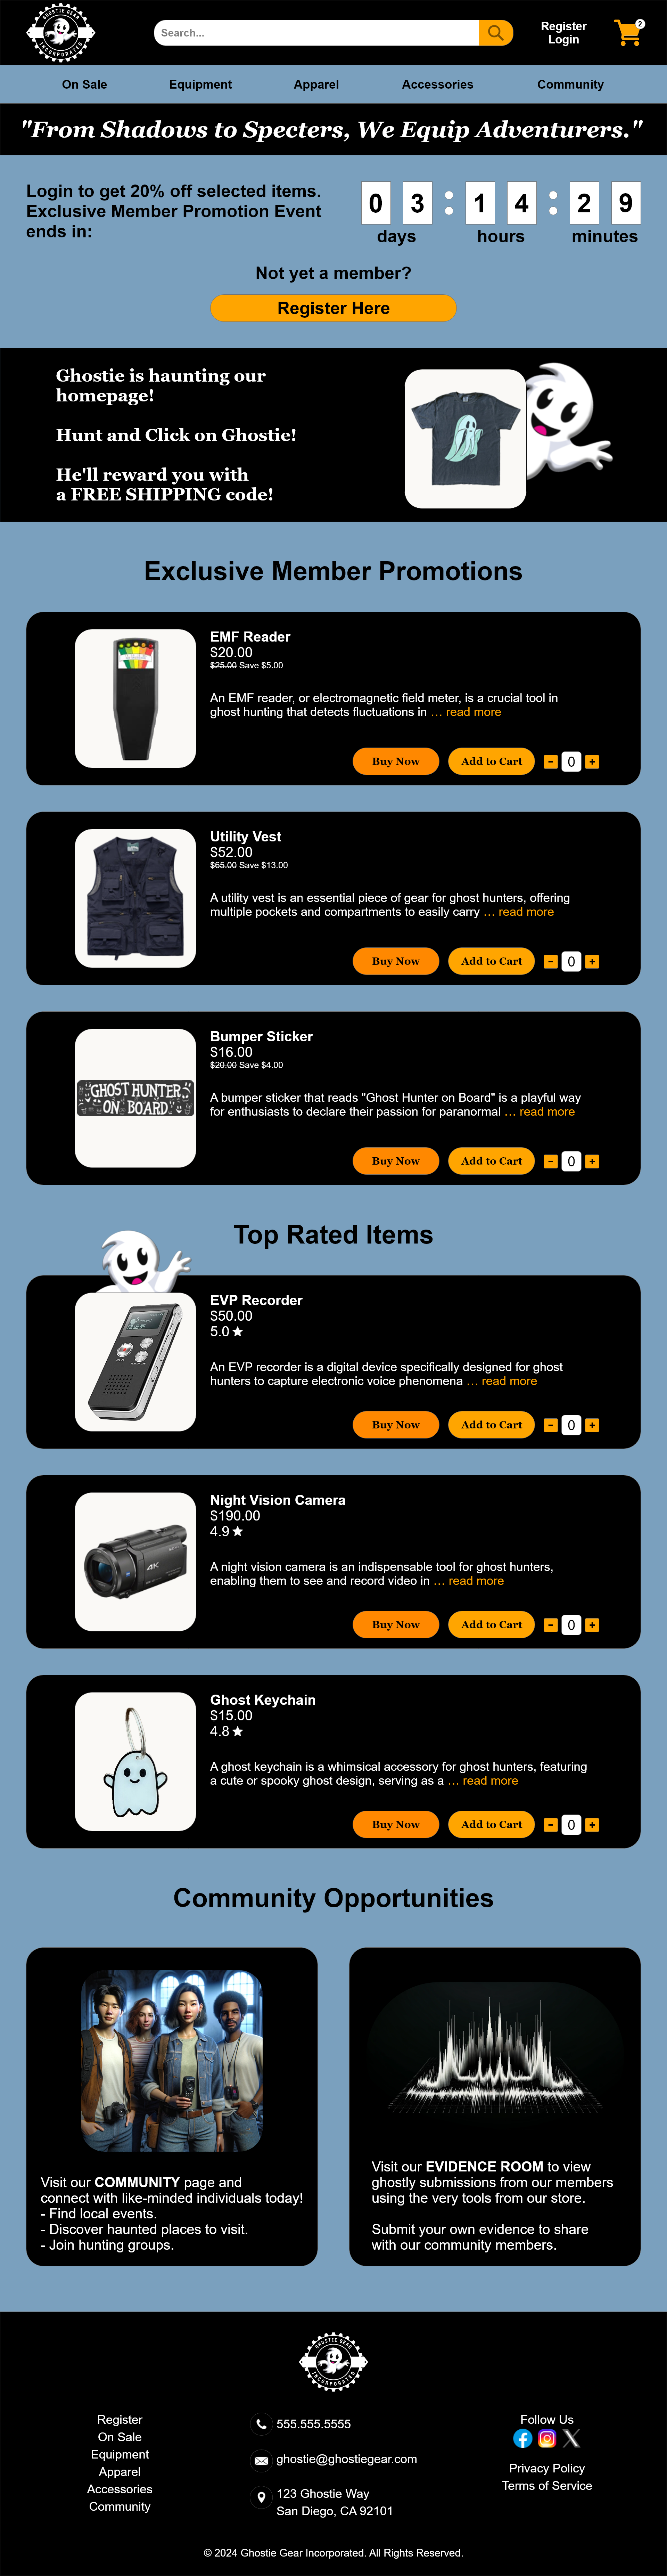 GHOSTIE GEAR
INCORPORATED
Search...
Register
Login
2
On Sale
Equipment
Apparel
Accessories
Community
"From Shadows to Specters, We Equip Adventurers."
Login to get 20% off selected items.
Exclusive Member Promotion Event
ends in:
0 3 : 1 4 : 2 9
days hours minutes
Not yet a member?
Register Here
Ghostie is haunting our
homepage!
Hunt and Click on Ghostie!
He'll reward you with
a FREE SHIPPING code!
Exclusive Member Promotions
EMF Reader
$20.00
$25.00 Save $5.00
An EMF reader, or electromagnetic field meter, is a crucial tool in
ghost hunting that detects fluctuations in … read more
Buy Now
Add to Cart
- 0 +
Utility Vest
$52.00
$65.00 Save $13.00
A utility vest is an essential piece of gear for ghost hunters, offering
multiple pockets and compartments to easily carry … read more
Buy Now
Add to Cart
- 0 +
GHOST HUNTER
ON BOARD
Bumper Sticker
$16.00
$20.00 Save $4.00
A bumper sticker that reads "Ghost Hunter on Board" is a playful way
for enthusiasts to declare their passion for paranormal … read more
Buy Now
Add to Cart
- 0 +
Top Rated Items
EVP Recorder
$50.00
5.0 ★
An EVP recorder is a digital device specifically designed for ghost
hunters to capture electronic voice phenomena … read more
Buy Now
Add to Cart
- 0 +
4K
Night Vision Camera
$190.00
4.9 ★
A night vision camera is an indispensable tool for ghost hunters,
enabling them to see and record video in … read more
Buy Now
Add to Cart
- 0 +
Ghost Keychain
$15.00
4.8 ★
A ghost keychain is a whimsical accessory for ghost hunters, featuring
a cute or spooky ghost design, serving as a … read more
Buy Now
Add to Cart
- 0 +
Community Opportunities
Visit our COMMUNITY page and
connect with like-minded individuals today!
- Find local events.
- Discover haunted places to visit.
- Join hunting groups.
Visit our EVIDENCE ROOM to view
ghostly submissions from our members
using the very tools from our store.
Submit your own evidence to share
with our community members.
GHOSTIE GEAR
INCORPORATED
Register
On Sale
Equipment
Apparel
Accessories
Community
555.555.5555
ghostie@ghostiegear.com
123 Ghostie Way
San Diego, CA 92101
Follow Us
Privacy Policy
Terms of Service
© 2024 Ghostie Gear Incorporated. All Rights Reserved.